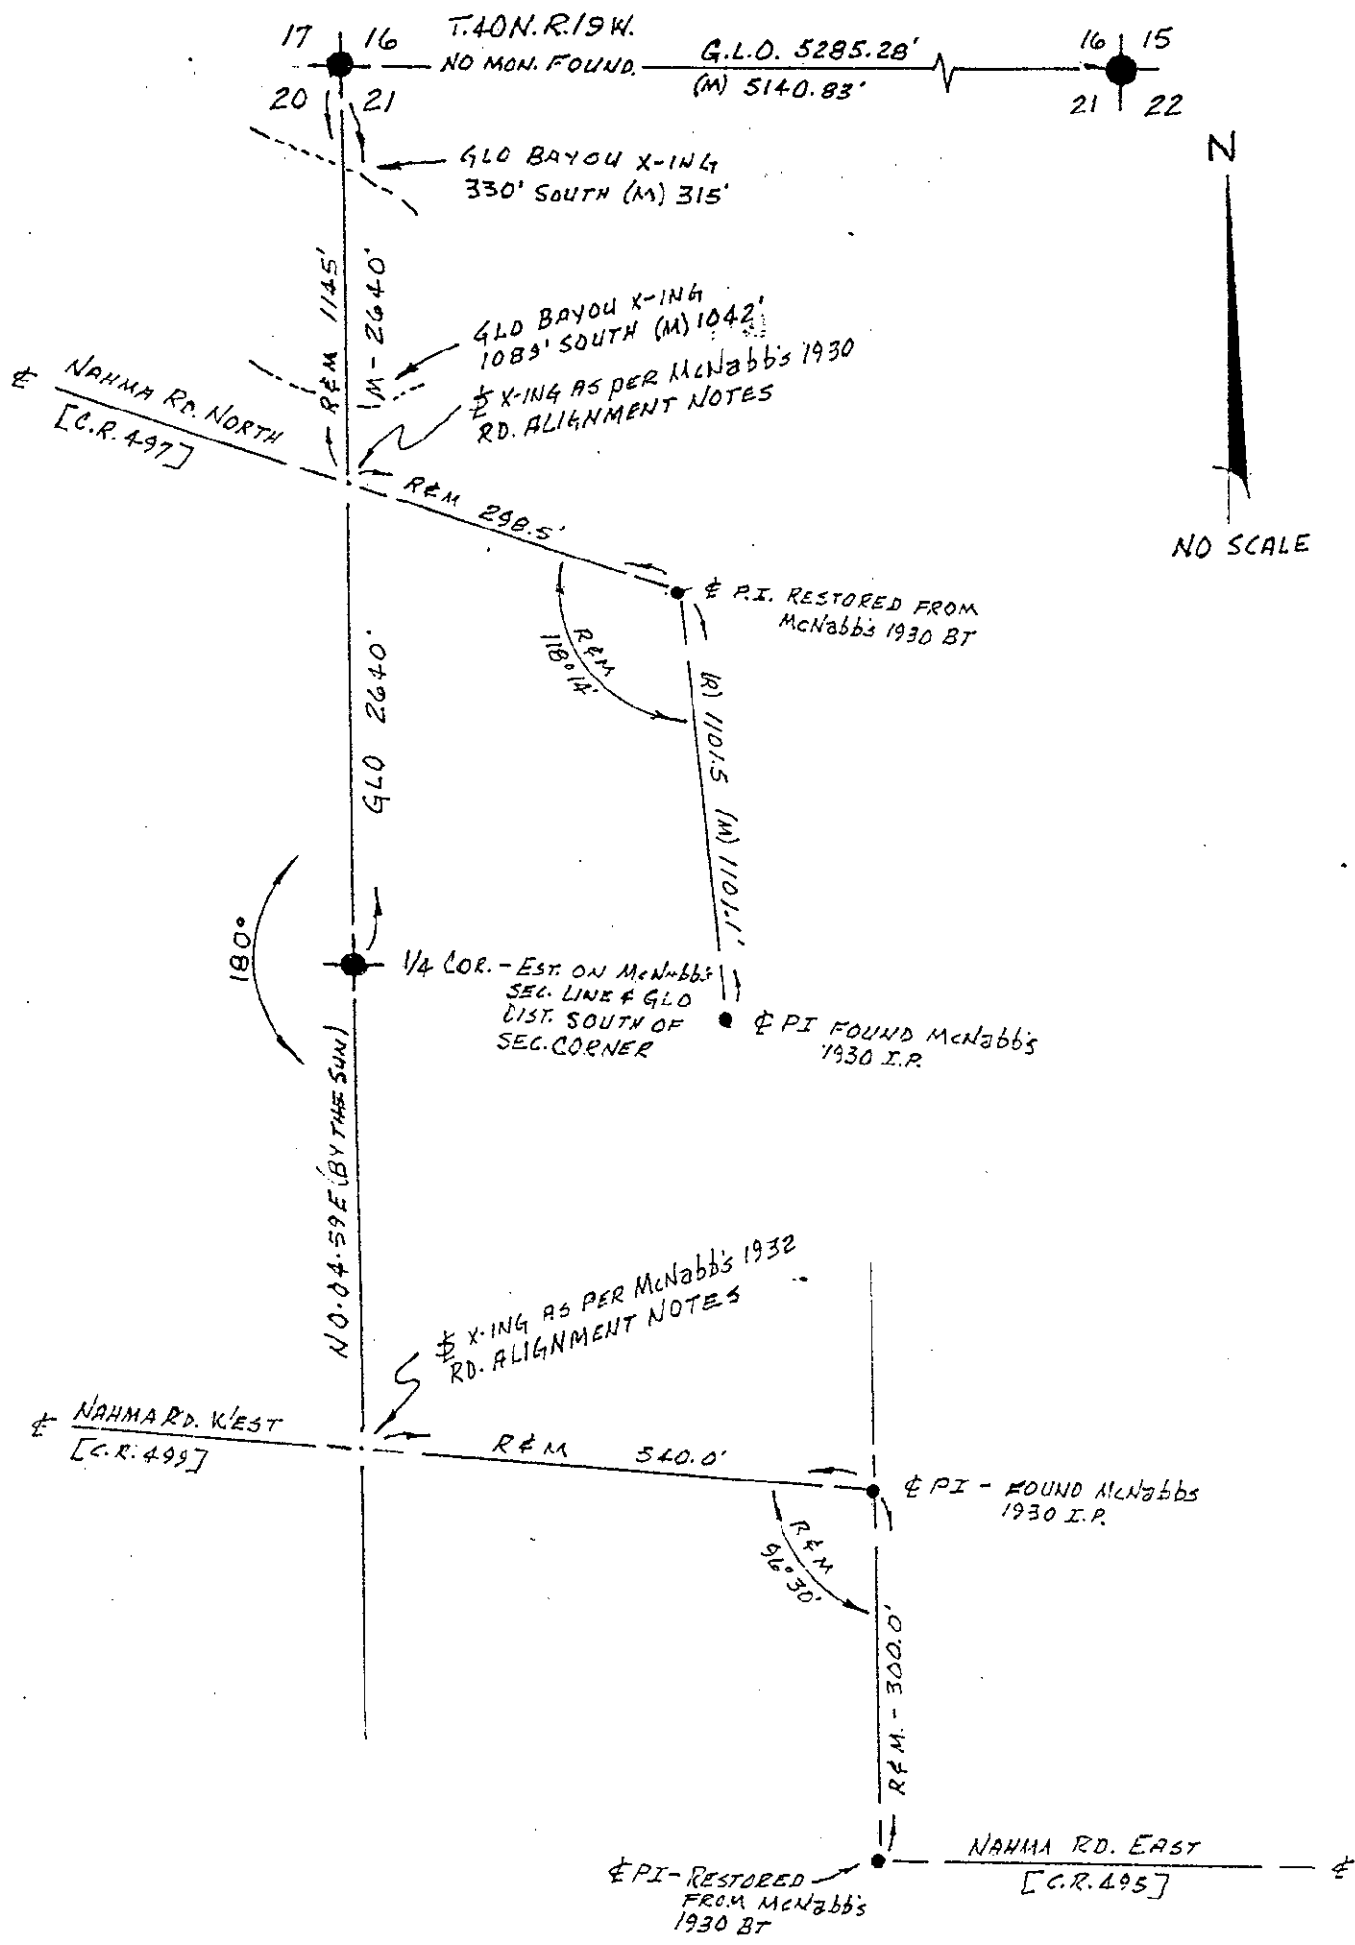 T.40N. R.19W.
17 16
NO MON. FOUND.
G.L.O. 5285.28'
(M) 5140.83'
16 15
20 21
21 22
GLO BAYOU X-ING
330' SOUTH (M) 315'
N
NO SCALE
R&M 1145'
M-2640'
GLO BAYOU X-ING
1089' SOUTH (M) 1042'
℄ X-ING AS PER McNabb's 1930
RD. ALIGNMENT NOTES
℄ NAHMA RD. NORTH
[C.R. 497]
R&M 298.5'
℄ P.I. RESTORED FROM
McNabb's 1930 BT
R&M
118°14'
(R) 1101.5 (M) 1101.1'
GLO 2640'
180°
1/4 COR. - EST. ON McNabb's
SEC. LINE & GLO
DIST. SOUTH OF
SEC. CORNER
℄ PI FOUND McNabb's
1930 I.P.
N0·04·59E (BY THE SUN)
℄ X-ING AS PER McNabb's 1932
RD. ALIGNMENT NOTES
℄ NAHMA RD. WEST
[C.R. 499]
R&M 540.0'
℄ PI - FOUND McNabbs
1930 I.P.
R&M
96°30'
R&M. - 300.0'
℄ PI - RESTORED
FROM McNabb's
1930 BT
NAHMA RD. EAST ℄
[C.R. 495]